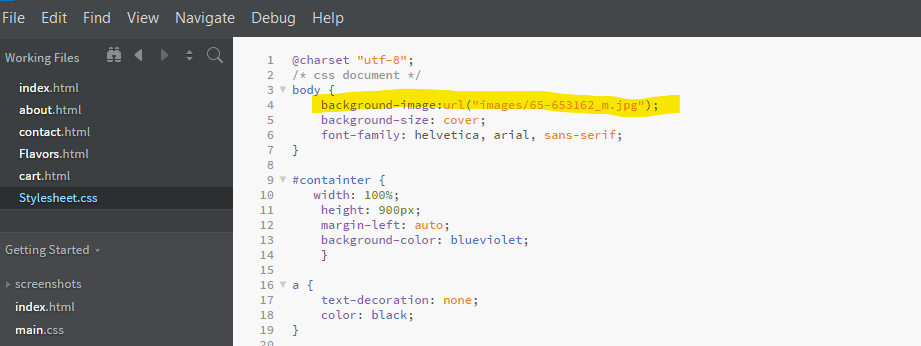 File Edit Find View Navigate Debug Help
Working Files
index.html
about.html
contact.html
Flavors.html
cart.html
Stylesheet.css
Getting Started
screenshots
index.html
main.css
1 @charset "utf-8";
2 /* css document */
3 body {
4 background-image:url("images/65-653162_m.jpg");
5 background-size: cover;
6 font-family: helvetica, arial, sans-serif;
7 }
8
9 #containter {
10 width: 100%;
11 height: 900px;
12 margin-left: auto;
13 background-color: blueviolet;
14 }
15
16 a {
17 text-decoration: none;
18 color: black;
19 }
20